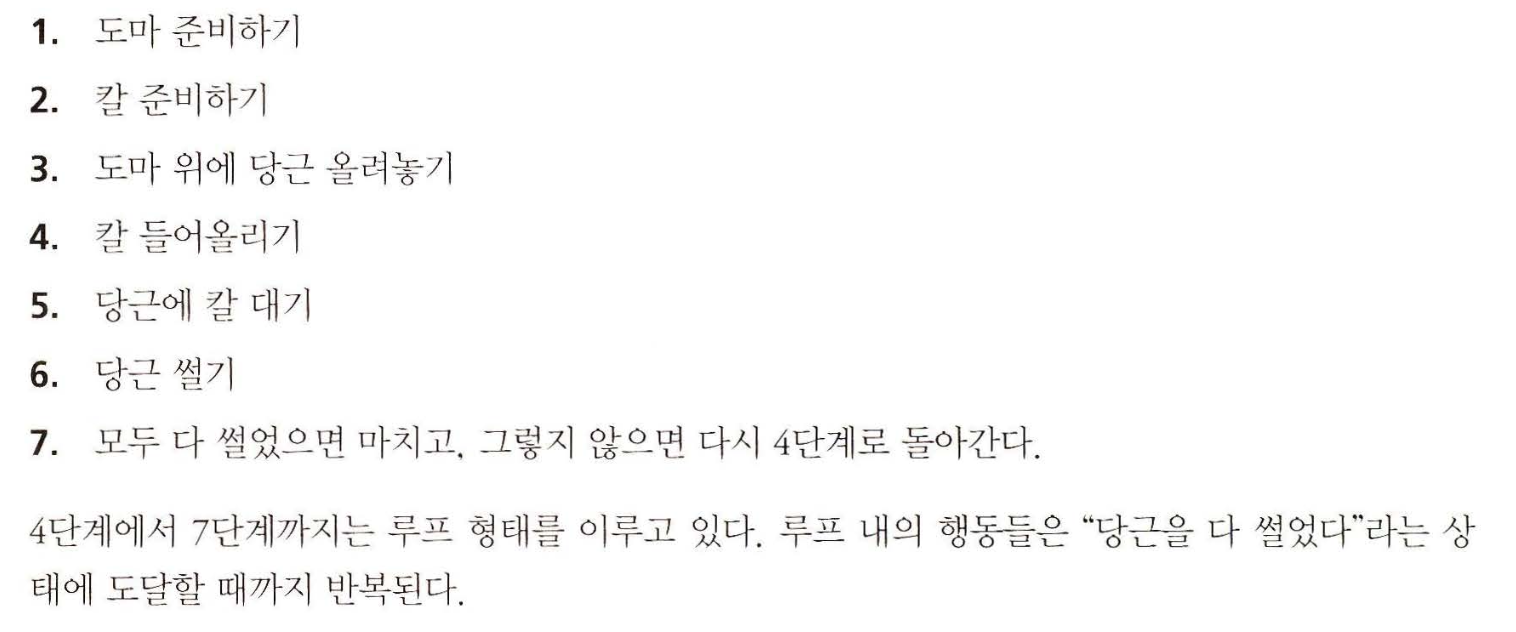 1. 도마 준비하기
2. 칼 준비하기
3. 도마 위에 당근 올려놓기
4. 칼 들어올리기
5. 당근에 칼 대기
6. 당근 썰기
7. 모두 다 썰었으면 마치고, 그렇지 않으면 다시 4단계로 돌아간다.
4단계에서 7단계까지는 루프 형태를 이루고 있다. 루프 내의 행동들은 “당근을 다 썰었다”라는 상
태에 도달할 때까지 반복된다.